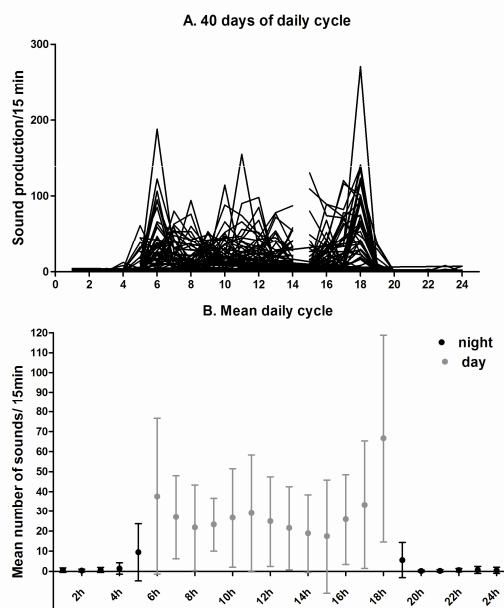 A. 40 days of daily cycle
Sound production/15 min
300
200
100
0
0 2 4 6 8 10 12 14 16 18 20 22 24
B. Mean daily cycle
Mean number of sounds/ 15min
120
110
100
90
80
70
60
50
40
30
20
10
0
night
day
2h 4h 6h 8h 10h 12h 14h 16h 18h 20h 22h 24h